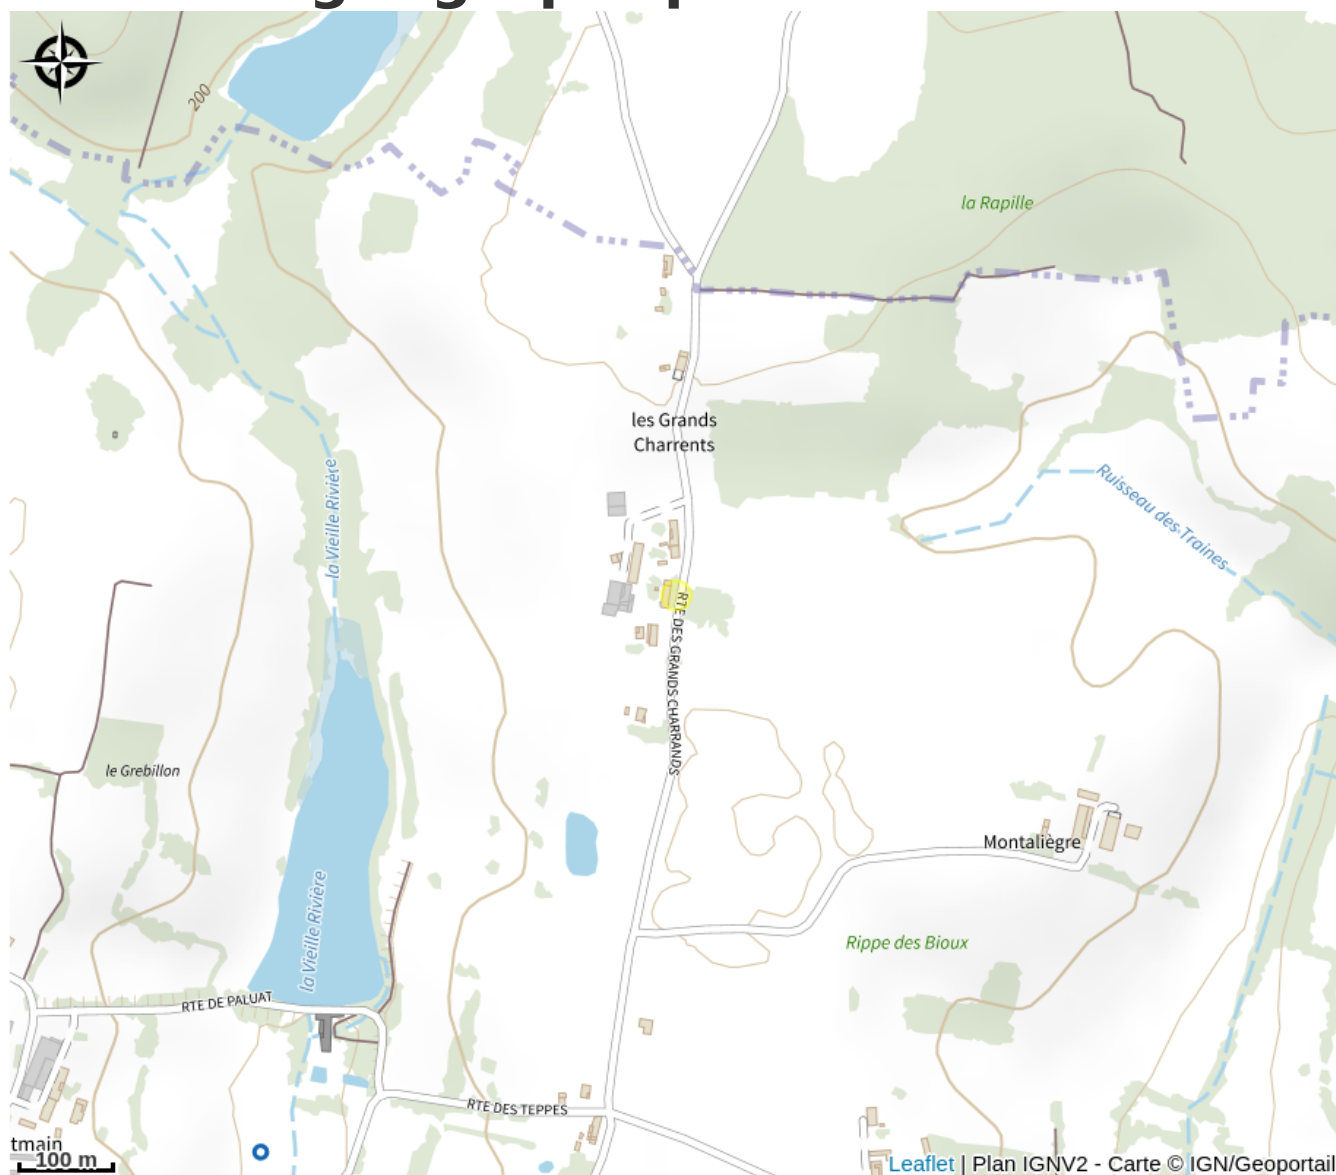 200
la Rapille
les Grands
Charrents
la Vieille Rivière
Ruisseau des Traines
RTE DES GRANDS CHARRANDS
le Grebillon
Montaliègre
la Vieille Rivière
Rippe des Bioux
RTE DE PALUAT
RTE DES TEPPES
tmain
100 m
Leaflet | Plan IGNV2 - Carte © IGN/Geoportail